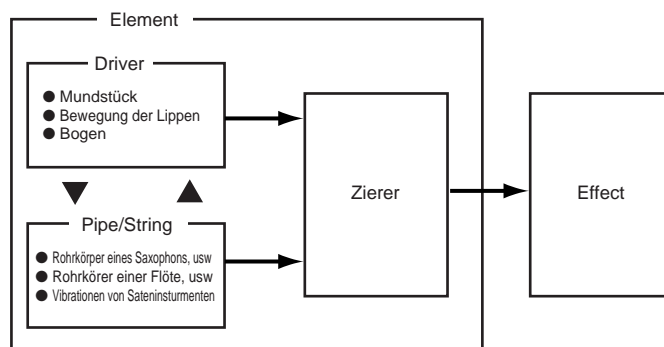 Element
Driver
● Mundstück
● Bewegung der Lippen
● Bogen
Pipe/String
● Rohrkörper eines Saxophons, usw
● Rohrkörer einer Flöte, usw
● Vibrationen von Sateninsturmenten
Zierer
Effect